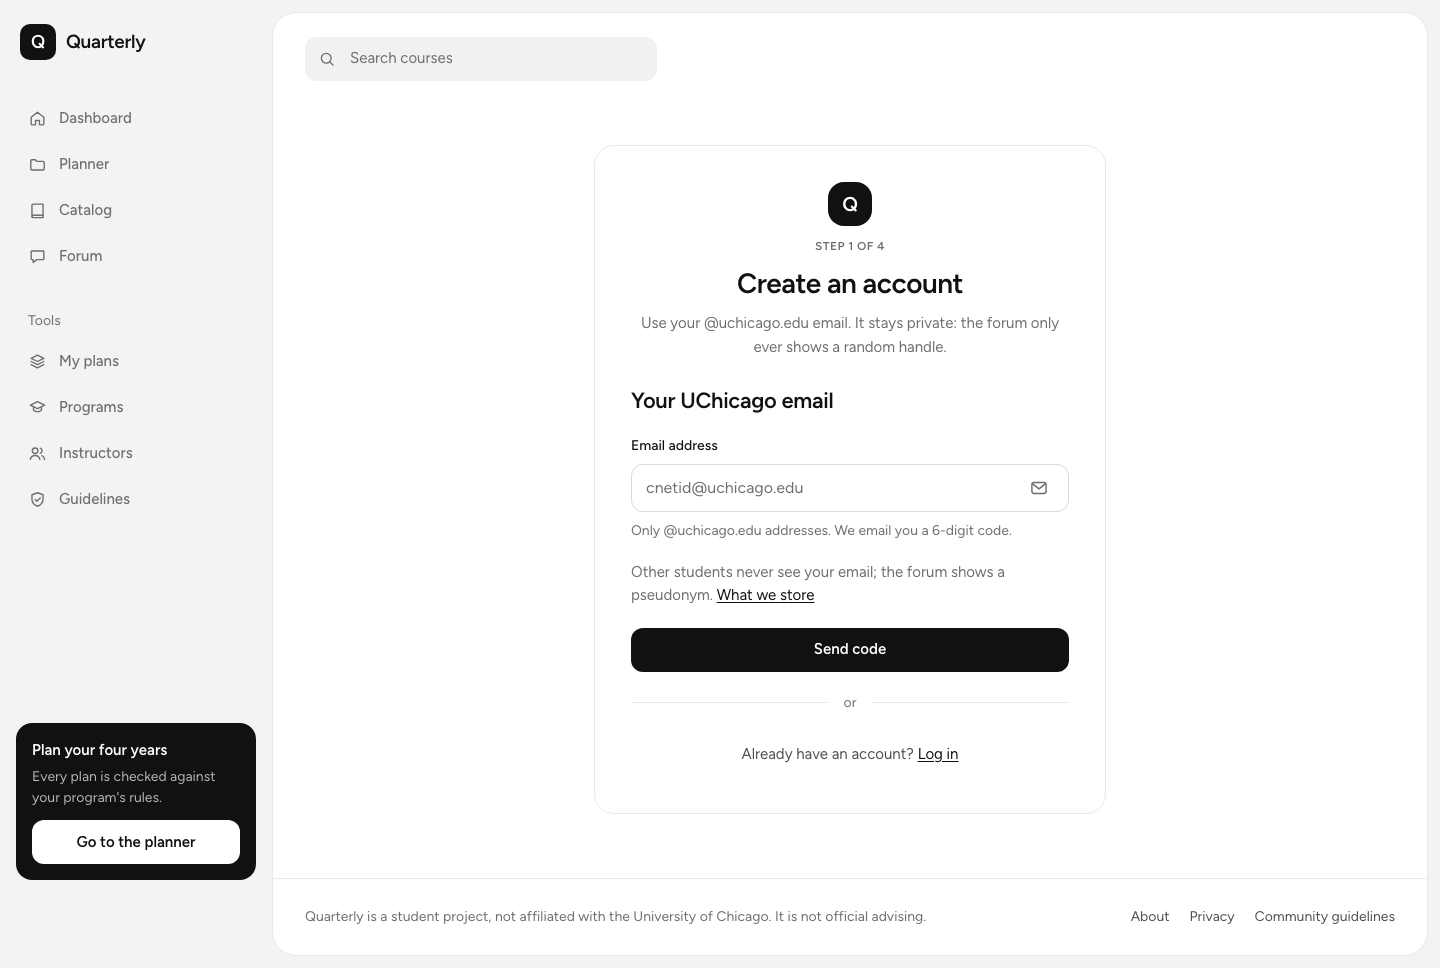 Q Quarterly
Dashboard
Planner
Catalog
Forum
Tools
My plans
Programs
Instructors
Guidelines
Plan your four years
Every plan is checked against
your program's rules.
Go to the planner
Search courses
Q
STEP 1 OF 4
Create an account
Use your @uchicago.edu email. It stays private: the forum only
ever shows a random handle.
Your UChicago email
Email address
cnetid@uchicago.edu
Only @uchicago.edu addresses. We email you a 6-digit code.
Other students never see your email; the forum shows a
pseudonym. What we store
Send code
or
Already have an account? Log in
Quarterly is a student project, not affiliated with the University of Chicago. It is not official advising.
About Privacy Community guidelines